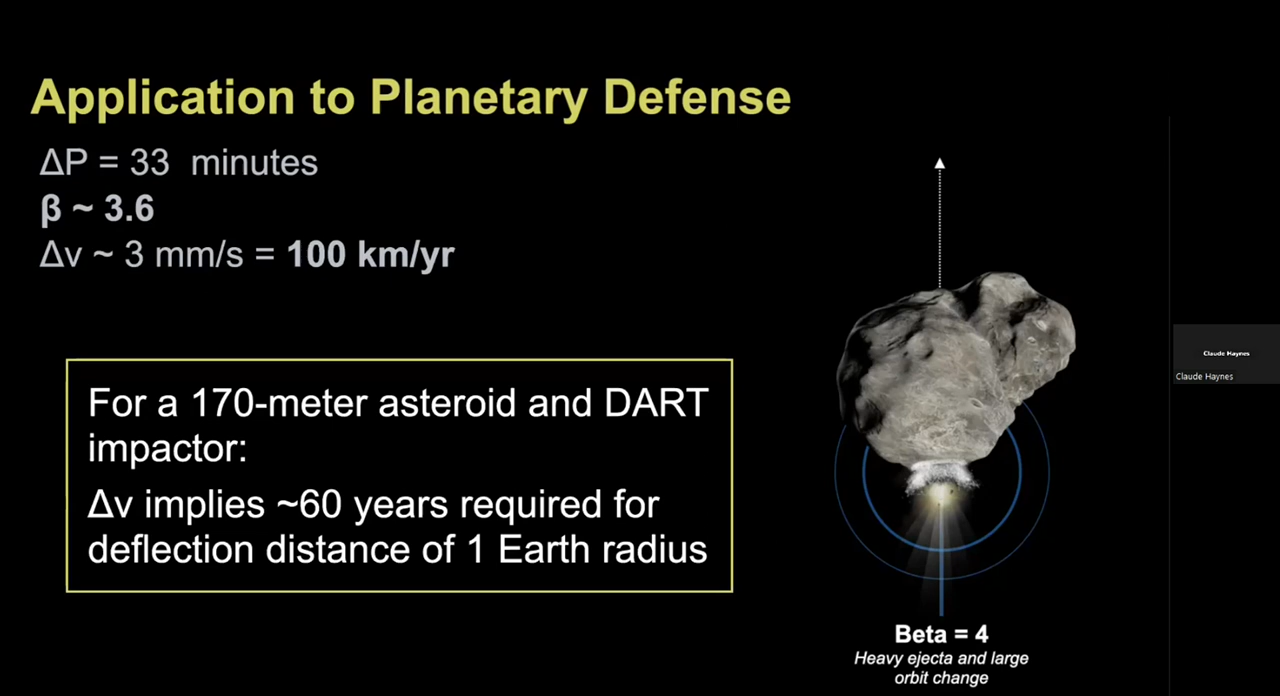 Application to Planetary Defense
ΔP = 33 minutes
β ~ 3.6
Δv ~ 3 mm/s = 100 km/yr
For a 170-meter asteroid and DART
impactor:
Δv implies ~60 years required for
deflection distance of 1 Earth radius
Beta = 4
Heavy ejecta and large
orbit change
Claude Haynes
Claude Haynes